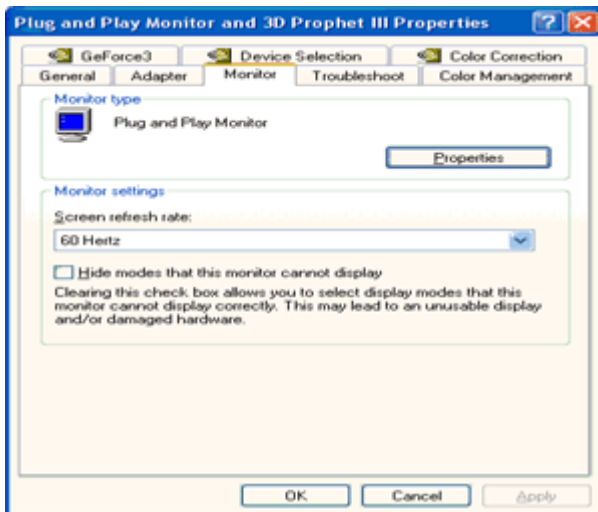 Plug and Play Monitor and 3D Prophet III Properties
GeForce3 Device Selection Color Correction
General Adapter Monitor Troubleshoot Color Management
Monitor type
Plug and Play Monitor
Properties
Monitor settings
Screen refresh rate:
60 Hertz
Hide modes that this monitor cannot display
Clearing this check box allows you to select display modes that this
monitor cannot display correctly. This may lead to an unusable display
and/or damaged hardware.
OK Cancel Apply